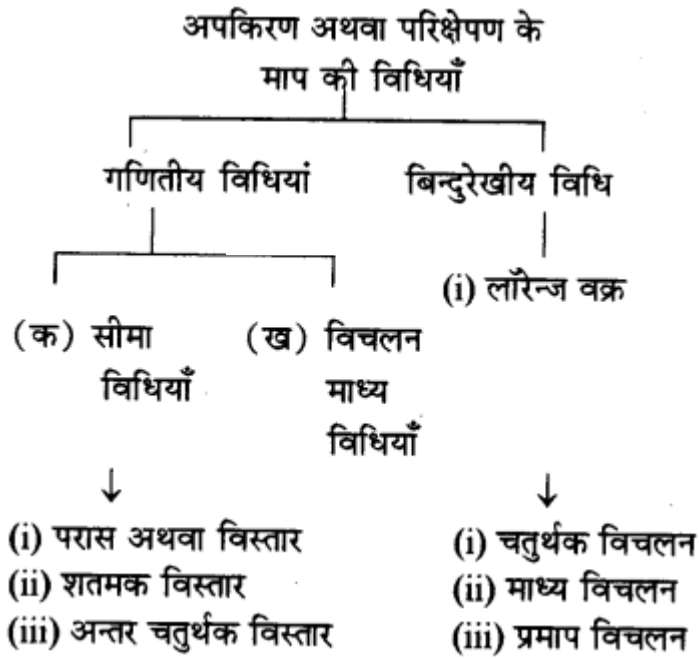 अपकिरण अथवा परिक्षेपण के
माप की विधियाँ
गणितीय विधियां
बिन्दुरेखीय विधि
(i) लॉरेन्ज वक्र
(क) सीमा
विधियाँ
(ख) विचलन
माध्य
विधियाँ
(i) परास अथवा विस्तार
(ii) शतमक विस्तार
(iii) अन्तर चतुर्थक विस्तार
(i) चतुर्थक विचलन
(ii) माध्य विचलन
(iii) प्रमाप विचलन